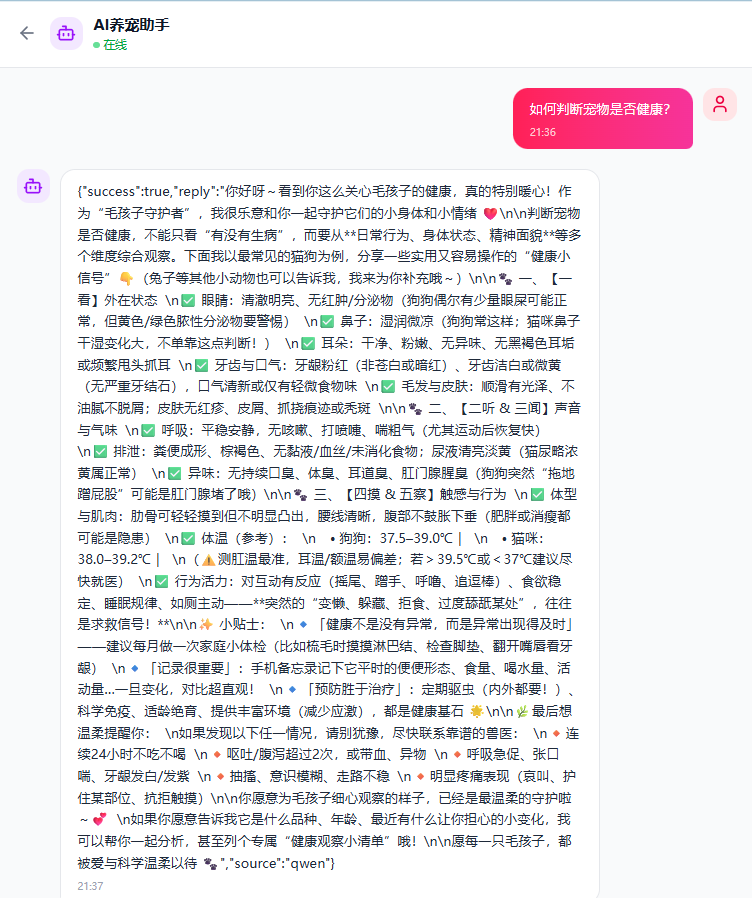 AI养宠助手
在线
如何判断宠物是否健康？
21:36
{"success":true,"reply":"你好呀～看到你这么关心毛孩子的健康，真的特别暖心！作
为“毛孩子守护者”，我很乐意和你一起守护它们的小身体和小情绪 ❤️\n\n判断宠物
是否健康，不能只看“有没有生病”，而要从**日常行为、身体状态、精神面貌**等多
个维度综合观察。下面我以最常见的猫狗为例，分享一些实用又容易操作的“健康小
信号”👇（兔子等其他小动物也可以告诉我，我来为你补充哦～）\n\n🐾 一、【一
看】外在状态 \n✅ 眼睛：清澈明亮、无红肿/分泌物（狗狗偶尔有少量眼屎可能正
常，但黄色/绿色脓性分泌物要警惕） \n✅ 鼻子：湿润微凉（狗狗常这样；猫咪鼻子
干湿变化大，不单靠这点判断！） \n✅ 耳朵：干净、粉嫩、无异味、无黑褐色耳垢
或频繁甩头抓耳 \n✅ 牙齿与口气：牙龈粉红（非苍白或暗红）、牙齿洁白或微黄
（无严重牙结石），口气清新或仅有轻微食物味 \n✅ 毛发与皮肤：顺滑有光泽、不
油腻不脱屑；皮肤无红疹、皮屑、抓挠痕迹或秃斑 \n\n🐾 二、【二听 & 三闻】声音
与气味 \n✅ 呼吸：平稳安静，无咳嗽、打喷嚏、喘粗气（尤其运动后恢复快）
\n✅ 排泄：粪便成形、棕褐色、无黏液/血丝/未消化食物；尿液清亮淡黄（猫尿略浓
黄属正常） \n✅ 异味：无持续口臭、体臭、耳道臭、肛门腺腥臭（狗狗突然“拖地
蹭屁股”可能是肛门腺堵了哦）\n\n🐾 三、【四摸 & 五察】触感与行为 \n✅ 体型
与肌肉：肋骨可轻轻摸到但不明显凸出，腰线清晰，腹部不鼓胀下垂（肥胖或消瘦都
可能是隐患） \n✅ 体温（参考）： \n • 狗狗：37.5–39.0℃｜ \n • 猫咪：
38.0–39.2℃｜ \n （⚠️测肛温最准，耳温/额温易偏差；若＞39.5℃或＜37℃建议尽
快就医） \n✅ 行为活力：对互动有反应（摇尾、蹭手、呼噜、追逗棒）、食欲稳
定、睡眠规律、如厕主动——**突然的“变懒、躲藏、拒食、过度舔舐某处”，往往
是求救信号！**\n\n✨ 小贴士： \n🔹「健康不是没有异常，而是异常出现得及时」
——建议每月做一次家庭小体检（比如梳毛时摸摸淋巴结、检查脚垫、翻开嘴唇看牙
龈） \n🔹「记录很重要」：手机备忘录记下它平时的便便形态、食量、喝水量、活
动量…一旦变化，对比超直观！ \n🔹「预防胜于治疗」：定期驱虫（内外都要！）、
科学免疫、适龄绝育、提供丰富环境（减少应激），都是健康基石 🌟\n\n🌿最后想
温柔提醒你： \n如果发现以下任一情况，请别犹豫，尽快联系靠谱的兽医： \n🔸连
续24小时不吃不喝 \n🔸呕吐/腹泻超过2次，或带血、异物 \n🔸呼吸急促、张口
喘、牙龈发白/发紫 \n🔸抽搐、意识模糊、走路不稳 \n🔸明显疼痛表现（哀叫、护
住某部位、抗拒触摸）\n\n你愿意为毛孩子细心观察的样子，已经是最温柔的守护啦
～💕 \n如果你愿意告诉我它是什么品种、年龄、最近有什么让你担心的小变化，我
可以帮你一起分析，甚至列个专属“健康观察小清单”哦！\n\n愿每一只毛孩子，都
被爱与科学温柔以待 🐾","source":"qwen"}
21:37